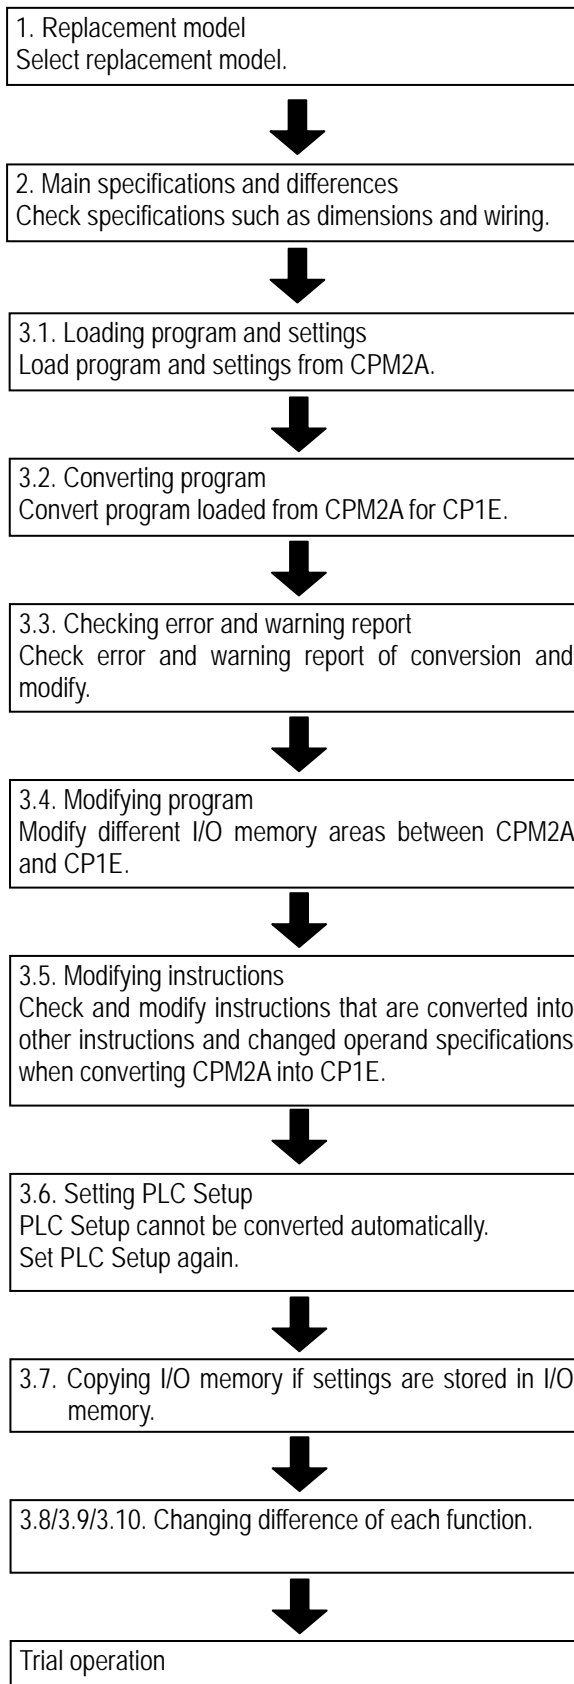 1. Replacement model
Select replacement model.
2. Main specifications and differences
Check specifications such as dimensions and wiring.
3.1. Loading program and settings
Load program and settings from CPM2A.
3.2. Converting program
Convert program loaded from CPM2A for CP1E.
3.3. Checking error and warning report
Check error and warning report of conversion and
modify.
3.4. Modifying program
Modify different I/O memory areas between CPM2A
and CP1E.
3.5. Modifying instructions
Check and modify instructions that are converted into
other instructions and changed operand specifications
when converting CPM2A into CP1E.
3.6. Setting PLC Setup
PLC Setup cannot be converted automatically.
Set PLC Setup again.
3.7. Copying I/O memory if settings are stored in I/O
memory.
3.8/3.9/3.10. Changing difference of each function.
Trial operation